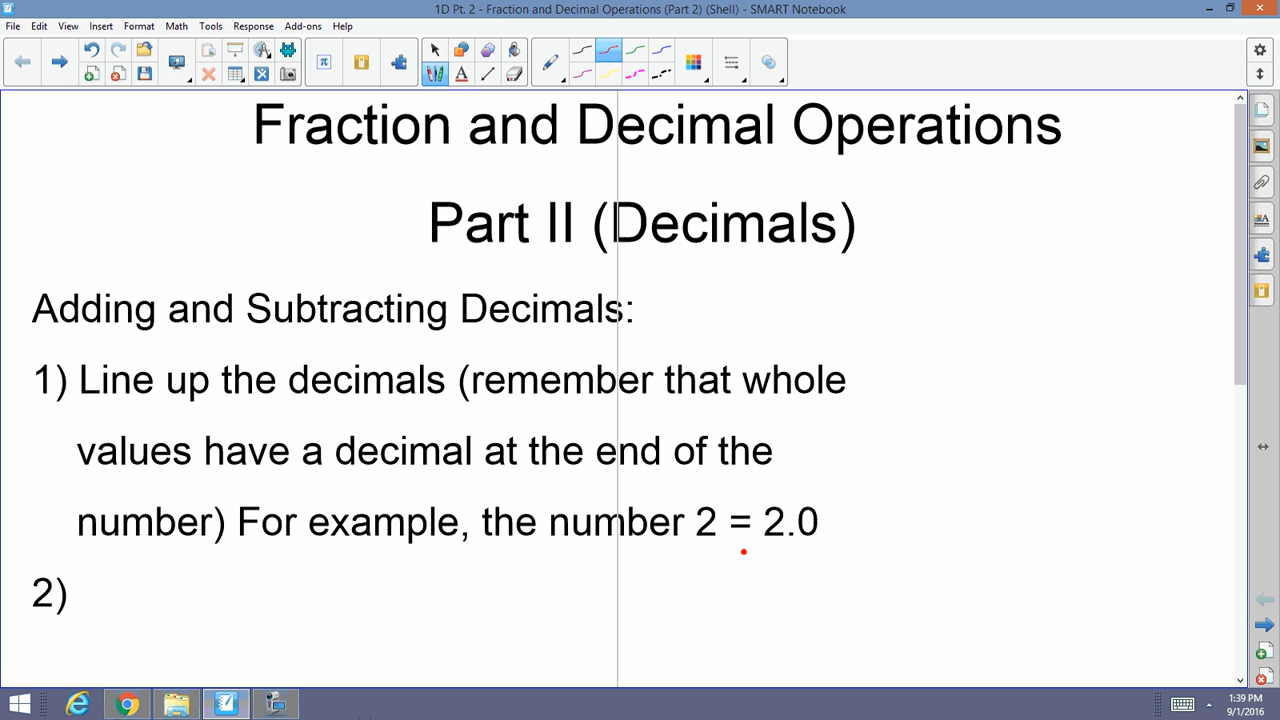 1D Pt. 2 - Fraction and Decimal Operations (Part 2) (Shell) - SMART Notebook
File Edit View Insert Format Math Tools Response Add-ons Help
Fraction and Decimal Operations
Part II (Decimals)
Adding and Subtracting Decimals:
1) Line up the decimals (remember that whole
values have a decimal at the end of the
number) For example, the number 2 = 2.0
2)
1:39 PM
9/1/2016